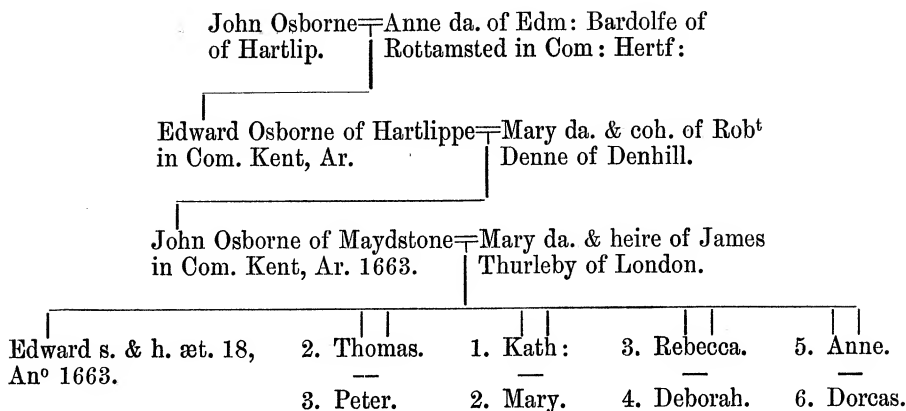 John Osborne Anne da. of Edm: Bardolfe of
of Hartlip. Rottamsted in Com: Hertf:
Edward Osborne of Hartlippe Mary da. & coh. of Robᵗ
in Com. Kent, Ar. Denne of Denhill.
John Osborne of Maydstone Mary da. & heire of James
in Com. Kent, Ar. 1663. Thurleby of London.
Edward s. & h. æt. 18, 2. Thomas. 1. Kath: 3. Rebecca. 5. Anne.
Anº 1663.
3. Peter. 2. Mary. 4. Deborah. 6. Dorcas.